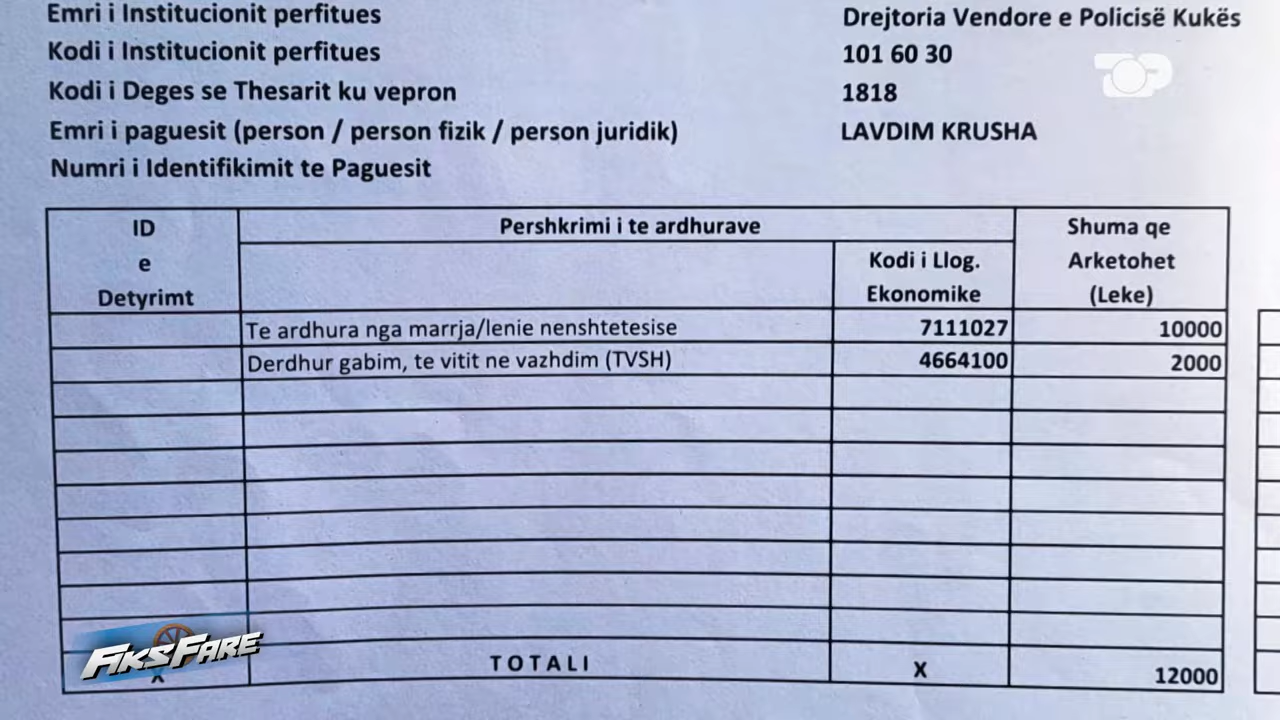 Emri i Institucionit perfitues Drejtoria Vendore e Policisë Kukës
Kodi i Institucionit perfitues 101 60 30
Kodi i Deges se Thesarit ku vepron 1818
Emri i paguesit (person / person fizik / person juridik) LAVDIM KRUSHA
Numri i Identifikimit te Paguesit
TOP
ID e Detyrimt
Pershkrimi i te ardhurave
Kodi i Llog. Ekonomike
Shuma qe Arketohet (Leke)
Te ardhura nga marrja/lenie nenshtetesise 7111027 10000
Derdhur gabim, te vitit ne vazhdim (TVSH) 4664100 2000
X TOTALI X 12000
FIKS FARE